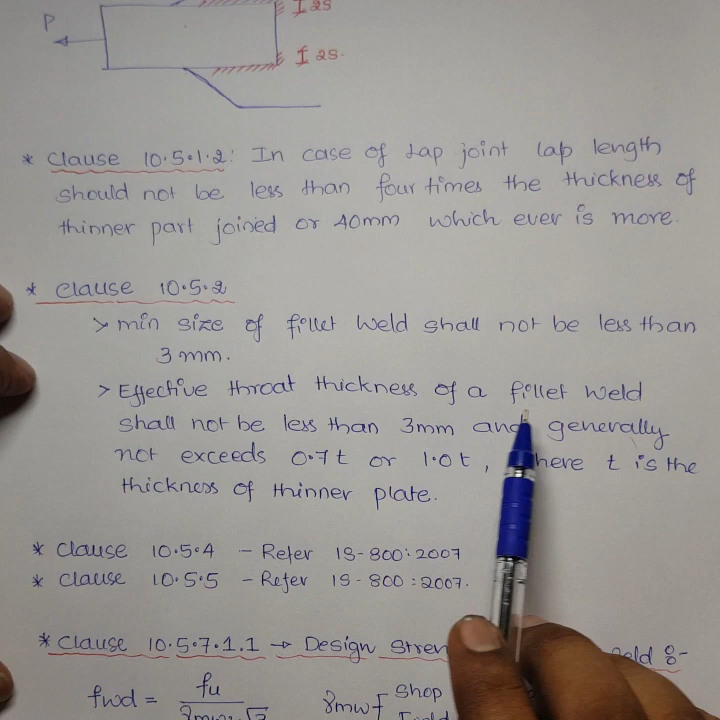 I 2S
P
I 2S.
* Clause 10.5.1.2: In case of Lap joint lap length
should not be less than four times the thickness of
thinner part joined or 40mm which ever is more.
* Clause 10.5.2
> min size of fillet weld shall not be less than
3 mm.
> Effective throat thickness of a fillet weld
shall not be less than 3mm and generally
not exceeds 0.7t or 1.0t, where t is the
thickness of thinner plate.
* Clause 10.5.4 - Refer IS-800:2007
* Clause 10.5.5 - Refer IS-800:2007.
* Clause 10.5.7.1.1 → Design :-
fwd = fu
γmw Shop